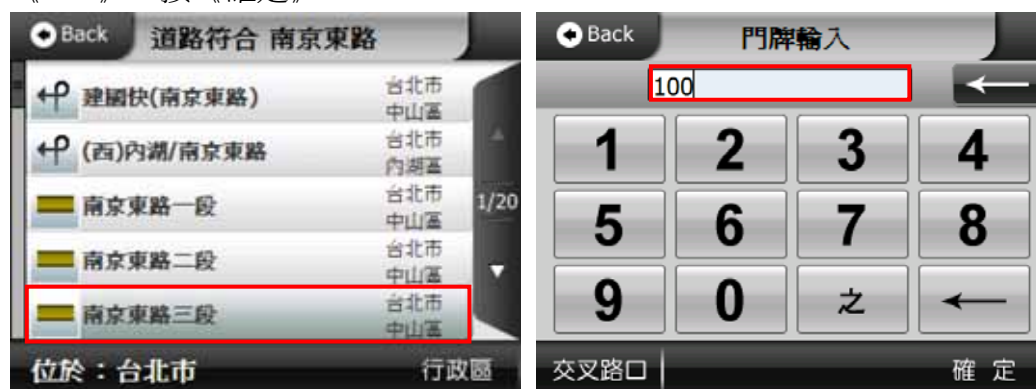 Back 道路符合 南京東路
建國快(南京東路) 台北市 中山區
(西)內湖/南京東路 台北市 內湖區
南京東路一段 台北市 中山區
1/20
南京東路二段 台北市 中山區
南京東路三段 台北市 中山區
位於：台北市 行政區
Back 門牌輸入
100
1 2 3 4
5 6 7 8
9 0 之
交叉路口 確 定